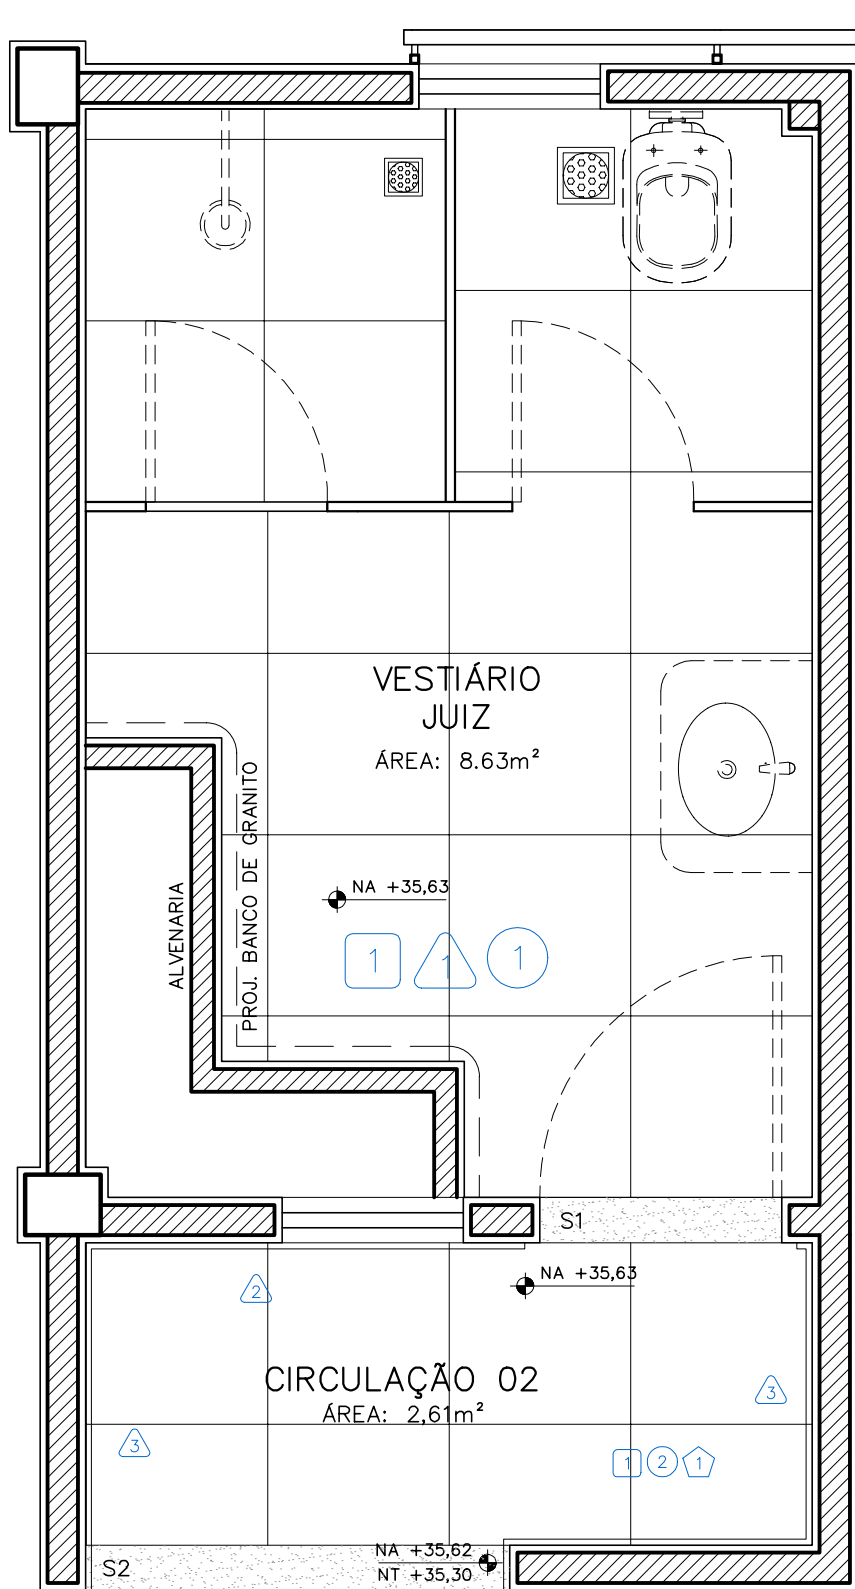 VESTIÁRIO
JUIZ
ÁREA: 8.63m²
PROJ. BANCO DE GRANITO
ALVENARIA
NA +35,63
1 1 1
S1
NA +35,63
2
CIRCULAÇÃO 02
ÁREA: 2,61m²
3
3
1 2 1
NA +35,62
NT +35,30
S2